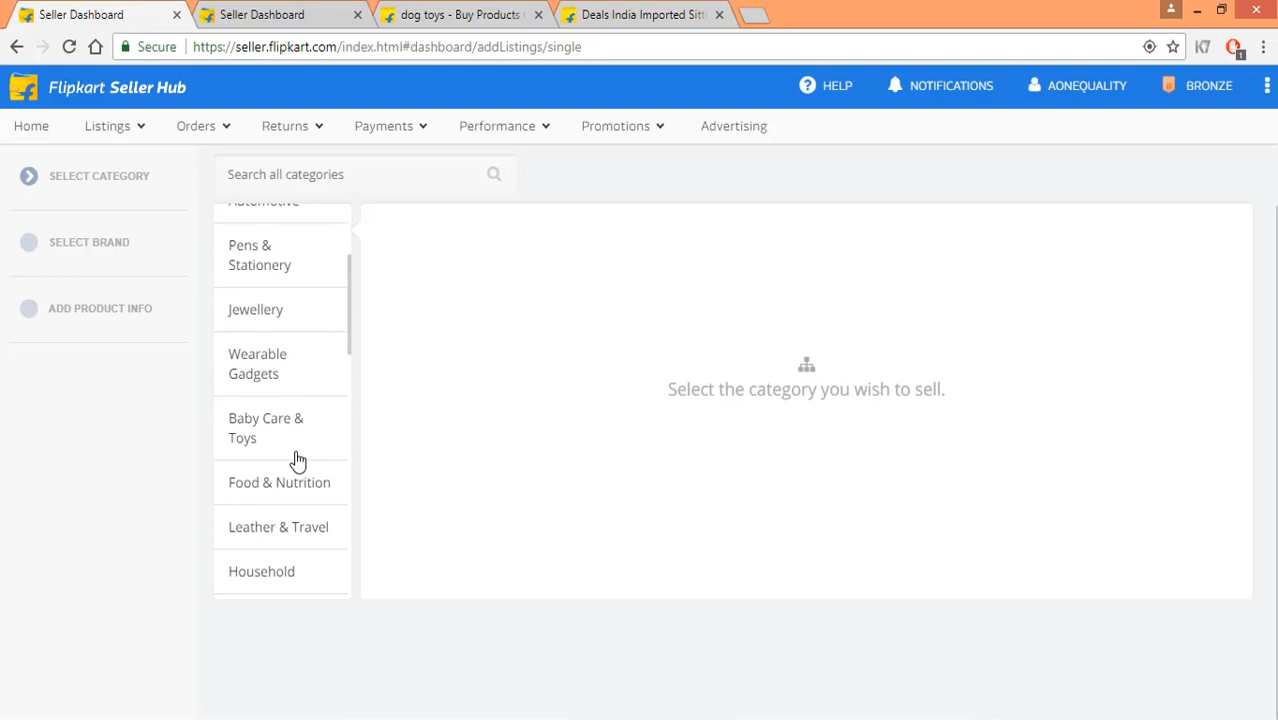 Seller Dashboard
Seller Dashboard
dog toys - Buy Products
Deals India Imported Sitt
Secure
https://seller.flipkart.com/index.html#dashboard/addListings/single
K7
1
Flipkart Seller Hub
HELP
NOTIFICATIONS
AONEQUALITY
BRONZE
Home
Listings
Orders
Returns
Payments
Performance
Promotions
Advertising
SELECT CATEGORY
SELECT BRAND
ADD PRODUCT INFO
Search all categories
Automotive
Pens &
Stationery
Jewellery
Wearable
Gadgets
Baby Care &
Toys
Food & Nutrition
Leather & Travel
Household
Select the category you wish to sell.